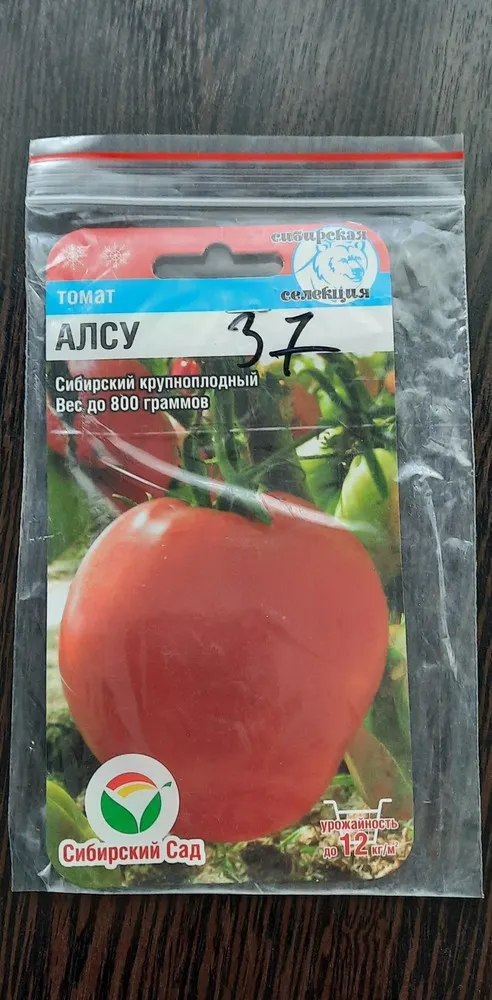 сибирская
селекция
томат
АЛСУ
37
Сибирский крупноплодный
Вес до 800 граммов
Сибирский Сад
урожайность
до 12 кг/м²